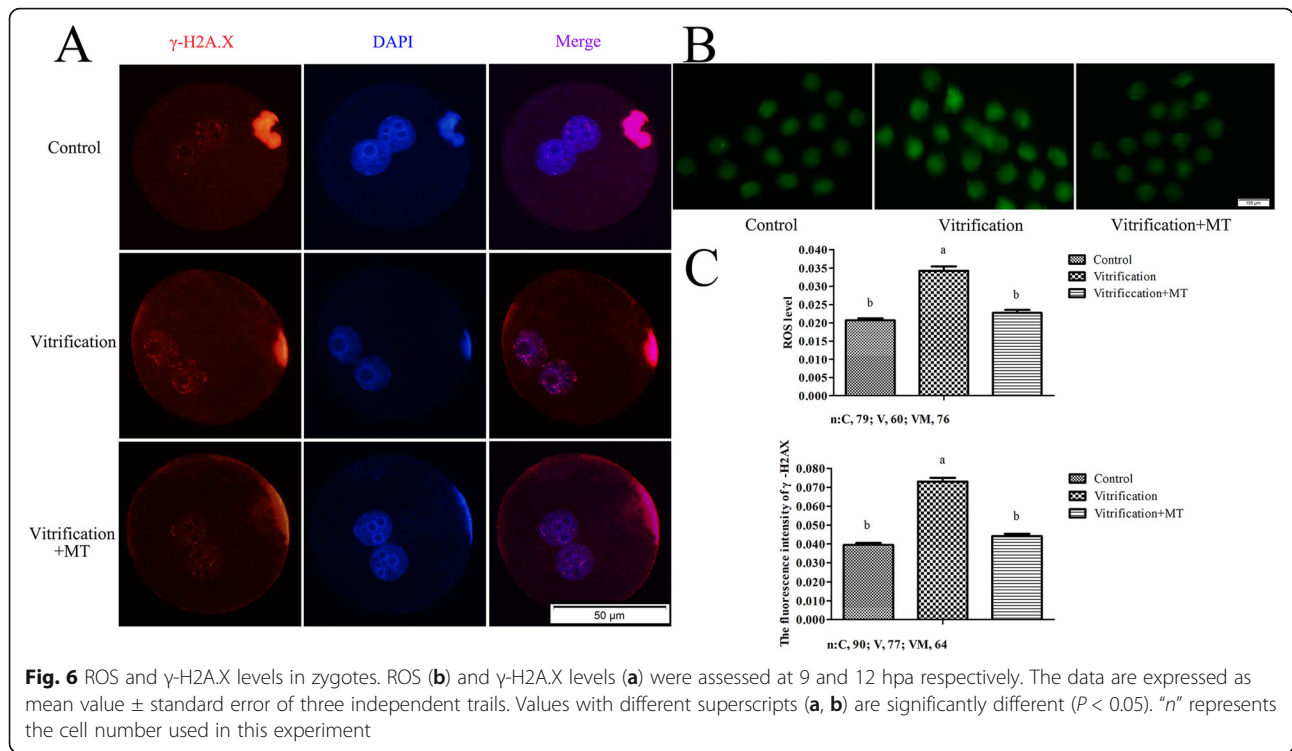 A
γ-H2A.X DAPI Merge
Control
Vitrification
Vitrification
+MT
50 μm
B
100 μm
Control Vitrification Vitrification+MT
C
0.040
0.035
0.030
0.025
0.020
0.015
0.010
0.005
0.000
ROS level
b a b
Control
Vitrification
Vitrificcation+MT
n:C, 79; V, 60; VM, 76
0.080
0.070
0.060
0.050
0.040
0.030
0.020
0.010
0.000
The fluorescence intensity of γ -H2AX
b a b
Control
Vitrification
Vitrification+MT
n:C, 90; V, 77; VM, 64
Fig. 6 ROS and γ-H2A.X levels in zygotes. ROS (b) and γ-H2A.X levels (a) were assessed at 9 and 12 hpa respectively. The data are expressed as
mean value ± standard error of three independent trails. Values with different superscripts (a, b) are significantly different (P < 0.05). “n” represents
the cell number used in this experiment